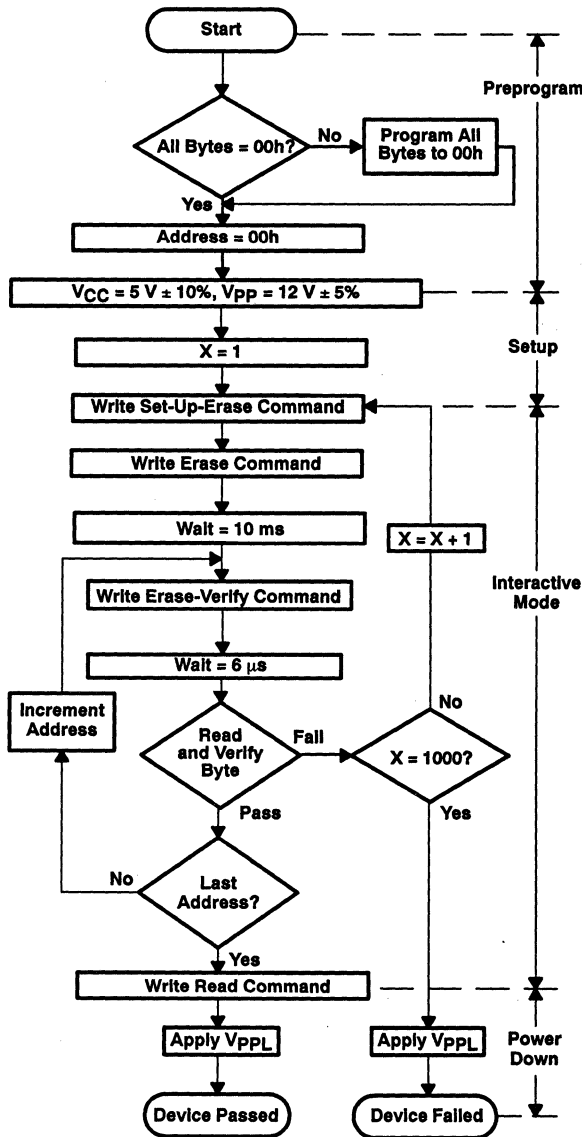 Start
Preprogram
All Bytes = 00h?
No
Program All
Bytes to 00h
Yes
Address = 00h
VCC = 5 V ± 10%, VPP = 12 V ± 5%
Setup
X = 1
Write Set-Up-Erase Command
Write Erase Command
Wait = 10 ms
X = X + 1
Interactive
Mode
Write Erase-Verify Command
Wait = 6 µs
Increment
Address
No
Read
and Verify
Byte
Fail
X = 1000?
Pass
Yes
No
Last
Address?
Yes
Write Read Command
Apply VPPL
Apply VPPL
Power
Down
Device Passed
Device Failed